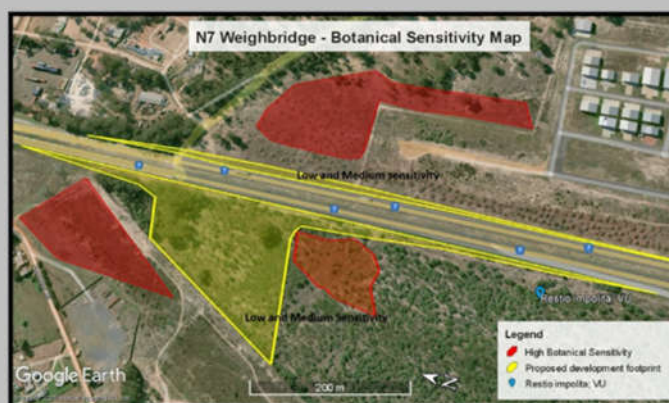 N7 Weighbridge - Botanical Sensitivity Map
Low and Medium sensitivity
Restio impolita, VU
Low and Medium Sensitivity
Legend
High Botanical Sensitivity
Proposed development footprint
Restio impolita; VU
Google Earth
200 m
N